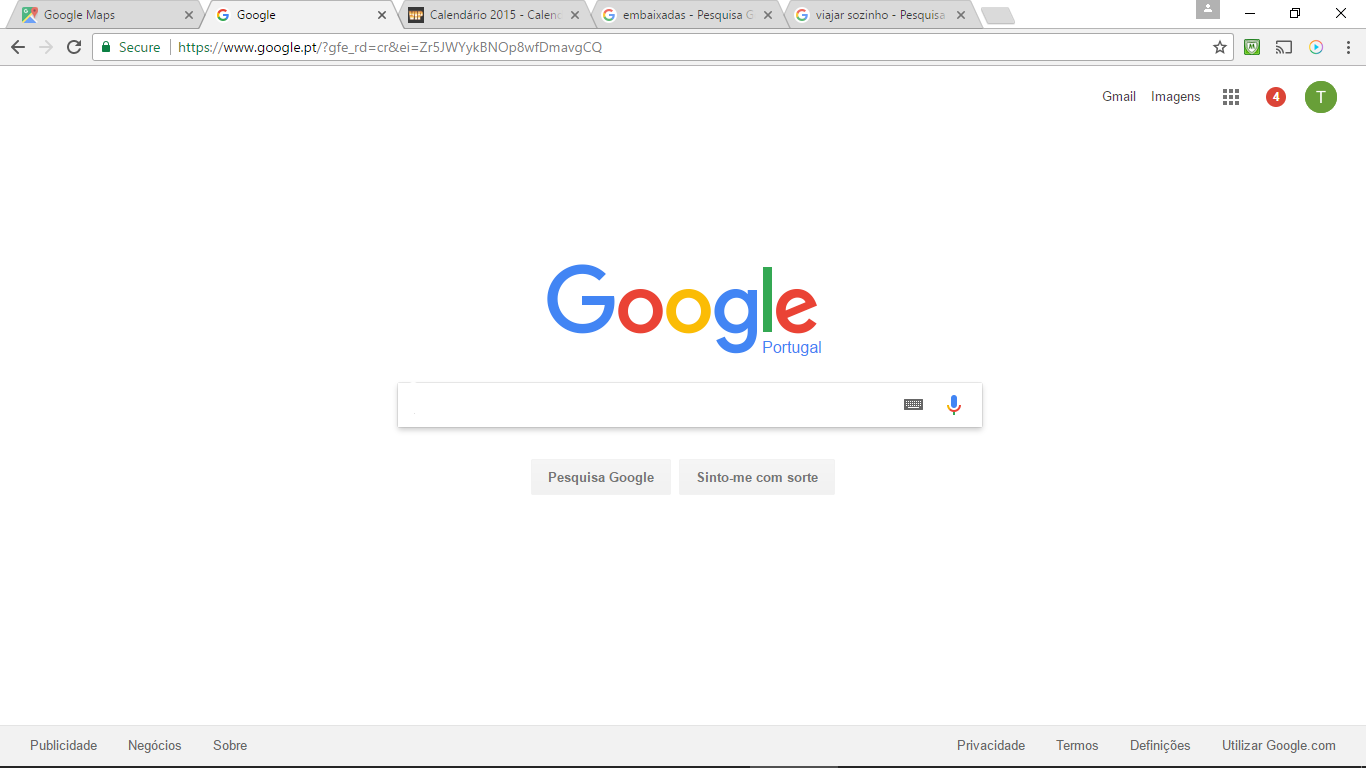 Google Maps
Google
Calendário 2015 - Calend
embaixadas - Pesquisa G
viajar sozinho - Pesquisa
Secure
https://www.google.pt/?gfe_rd=cr&ei=Zr5JWYykBNOp8wfDmavgCQ
Gmail Imagens 4 T
Google
Portugal
Pesquisa Google Sinto-me com sorte
Publicidade Negócios Sobre Privacidade Termos Definições Utilizar Google.com